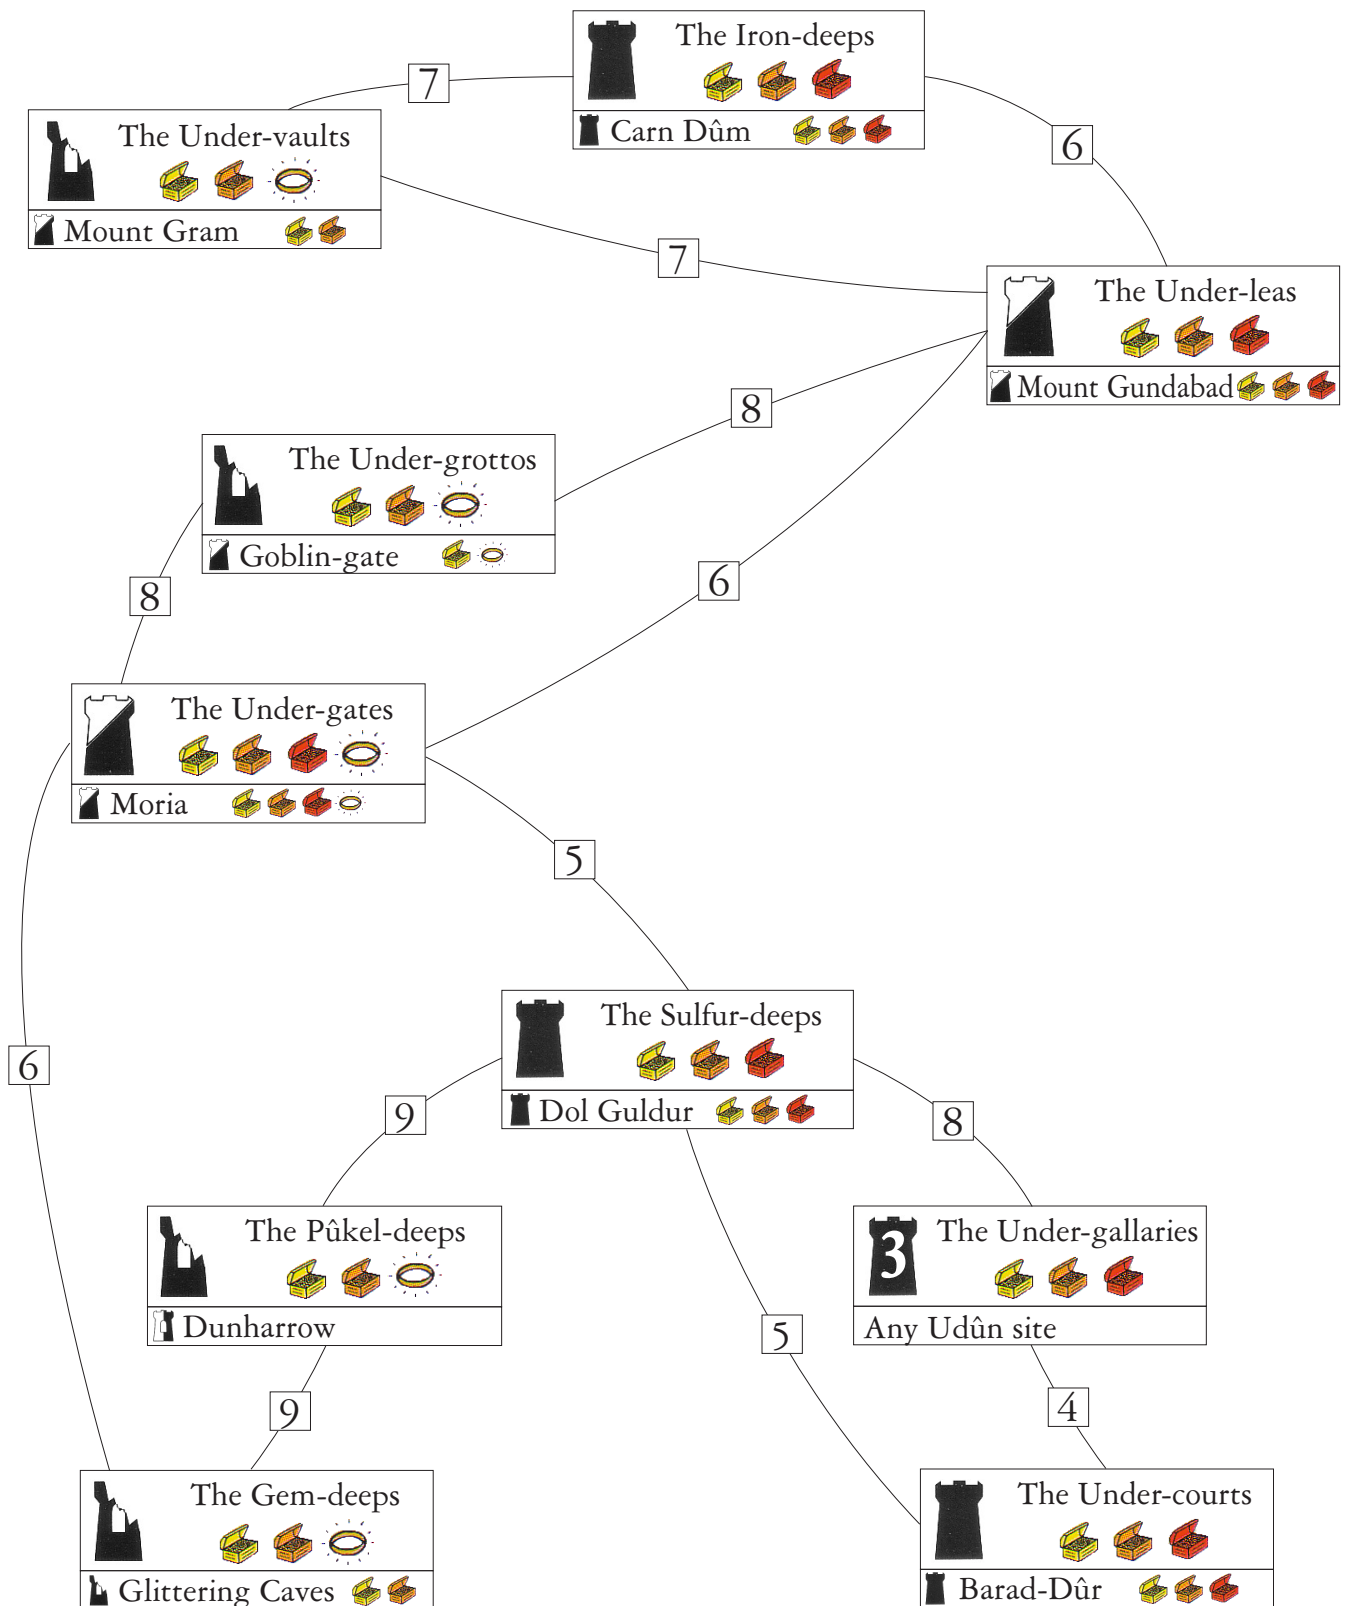 The Iron-deeps
7
Carn Dûm
The Under-vaults
6
Mount Gram
7
The Under-leas
Mount Gundabad
8
The Under-grottos
Goblin-gate
6
8
The Under-gates
Moria
5
The Sulfur-deeps
6
Dol Guldur
9
8
The Pûkel-deeps
3
The Under-gallaries
Dunharrow
5
Any Udûn site
9
4
The Gem-deeps
The Under-courts
Glittering Caves
Barad-Dûr